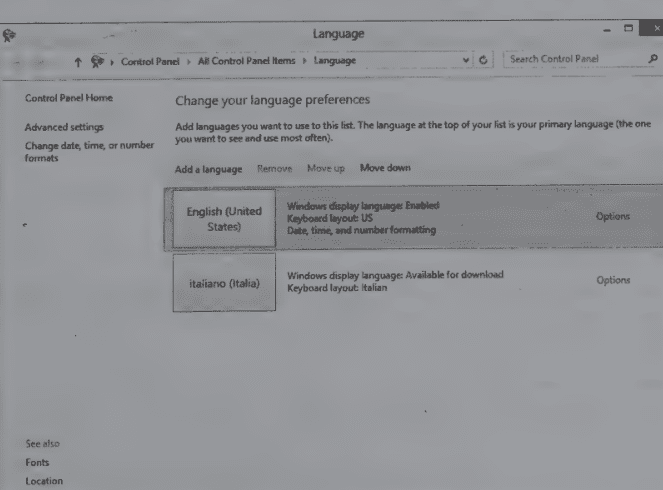 Language
Control Panel › All Control Panel Items › Language
Search Control Panel
Control Panel Home
Advanced settings
Change date, time, or number
formats
Change your language preferences
Add languages you want to use to this list. The language at the top of your list is your primary language (the one
you want to see and use most often).
Add a language Remove Move up Move down
English (United
States)
Windows display language: Enabled
Keyboard layout: US
Date, time, and number formatting
Options
italiano (Italia)
Windows display language: Available for download
Keyboard layout: Italian
Options
See also
Fonts
Location